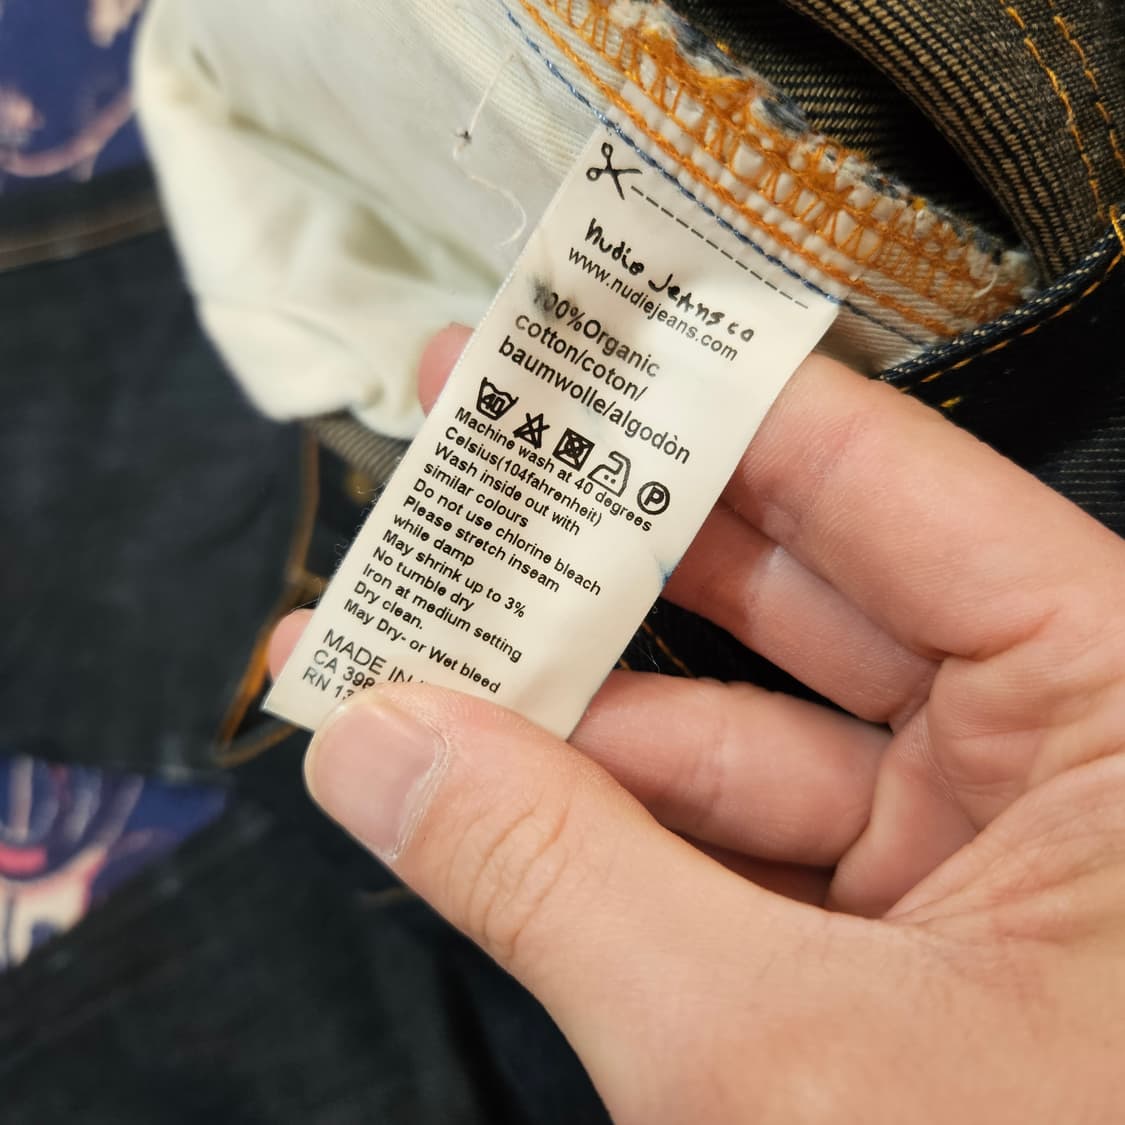 nudie jeans co
www.nudiejeans.com
100%Organic
cotton/coton/
baumwolle/algodòn
40
P
Machine wash at 40 degrees
Celsius(104fahrenheit)
Wash inside out with
similar colours
Do not use chlorine bleach
Please stretch inseam
while damp
May shrink up to 3%
No tumble dry
Iron at medium setting
Dry clean.
May Dry- or Wet bleed
MADE IN
CA 398
RN 13